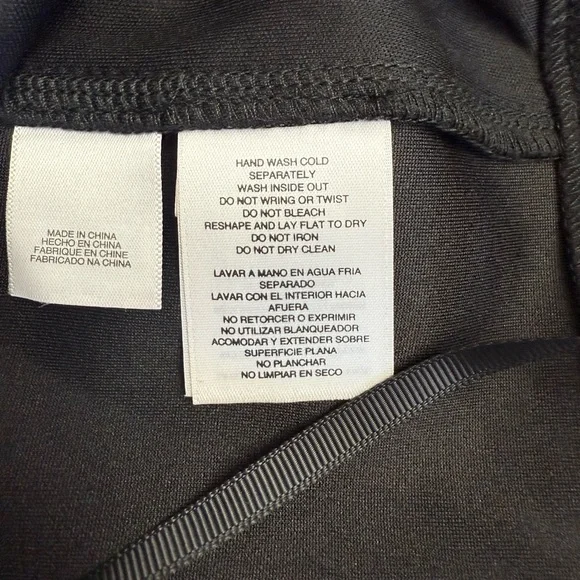 MADE IN CHINA
HECHO EN CHINA
FABRIQUE EN CHINE
FABRICADO NA CHINA
HAND WASH COLD
SEPARATELY
WASH INSIDE OUT
DO NOT WRING OR TWIST
DO NOT BLEACH
RESHAPE AND LAY FLAT TO DRY
DO NOT IRON
DO NOT DRY CLEAN
LAVAR A MANO EN AGUA FRIA
SEPARADO
LAVAR CON EL INTERIOR HACIA
AFUERA
NO RETORCER O EXPRIMIR
NO UTILIZAR BLANQUEADOR
ACOMODAR Y EXTENDER SOBRE
SUPERFICIE PLANA
NO PLANCHAR
NO LIMPIAR EN SECO